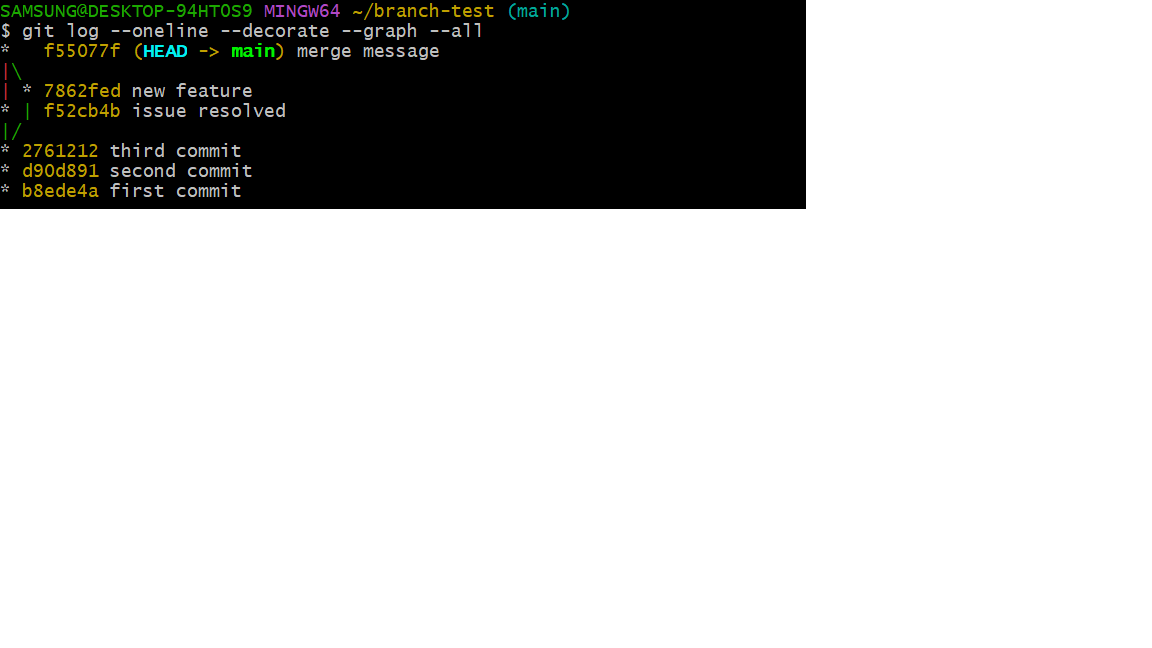 SAMSUNG@DESKTOP-94HTOS9 MINGW64 ~/branch-test (main)
$ git log --oneline --decorate --graph --all
*   f55077f (HEAD -> main) merge message
|\
| * 7862fed new feature
* | f52cb4b issue resolved
|/
* 2761212 third commit
* d90d891 second commit
* b8ede4a first commit